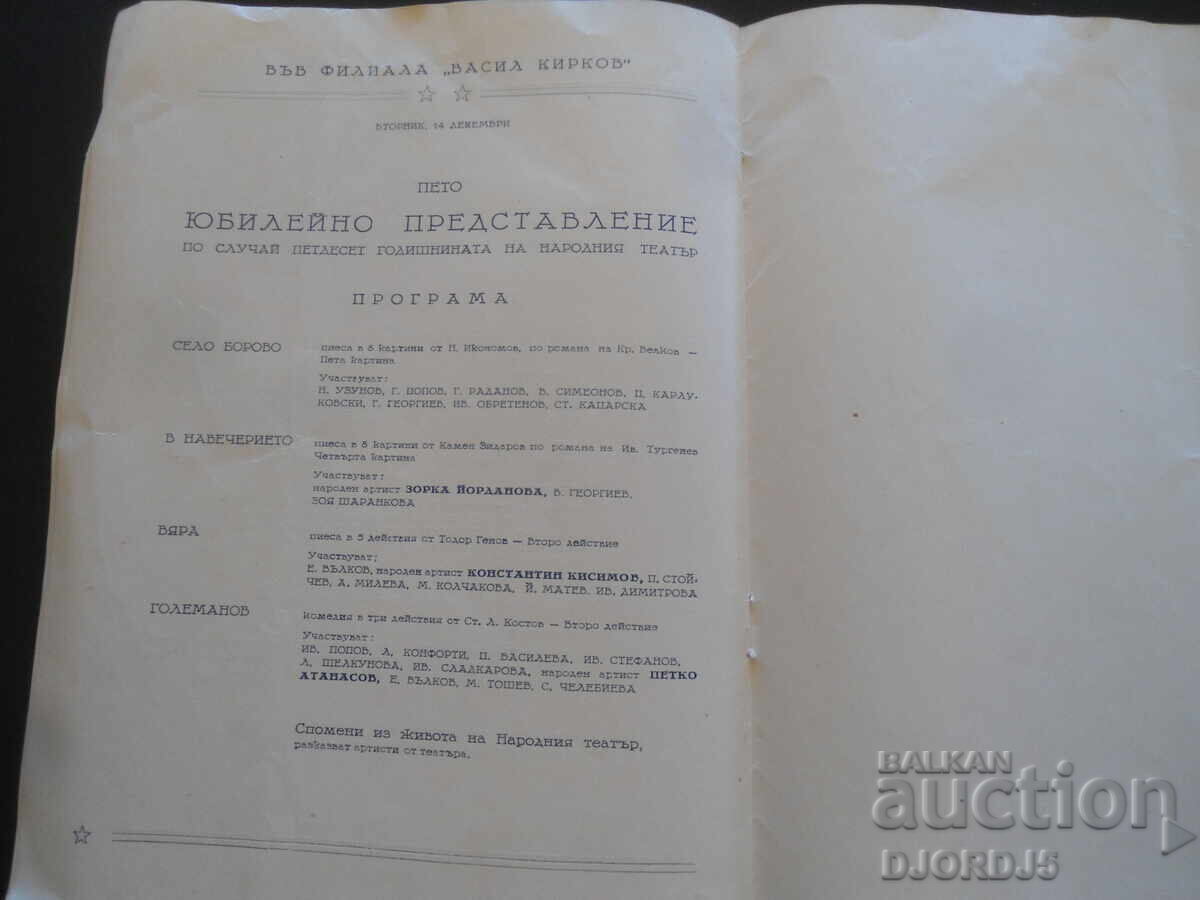 ВЪВ ФИЛИАЛА „ВАСИЛ КИРКОВ"
ВТОРНИК, 14 ДЕКЕМВРИ
ПЕТО
ЮБИЛЕЙНО ПРЕДСТАВЛЕНИЕ
ПО СЛУЧАЙ ПЕТДЕСЕТ ГОДИШНИНАТА НА НАРОДНИЯ ТЕАТЪР
ПРОГРАМА
СЕЛО БОРОВО пиеса в 8 картини от Н. Икономов, по романа на Кр. Велков —
Пета картина
Участвуват:
Н. УЗУНОВ, Г. ПОПОВ, Г. РАДАНОВ, В. СИМЕОНОВ, П. КАРЛУ-
КОВСКИ, Г. ГЕОРГИЕВ, ИВ. ОБРЕТЕНОВ, СТ. КАЦАРСКА
В НАВЕЧЕРИЕТО пиеса в 8 картини от Камен Зидаров по романа на Ив. Тургенев
Четвърта картина
Участвуват:
народен артист ЗОРКА ЙОРДАНОВА, Б. ГЕОРГИЕВ,
ЗОЯ ШАРАНКОВА
ВЯРА пиеса в 5 действия от Тодор Генов — Второ действие
Участвуват;
Е. ВЪЛКОВ, народен артист КОНСТАНТИН КИСИМОВ, П. СТОЙ-
ЧЕВ, А. МИЛЕВА, М. КОЛЧАКОВА, Й. МАТЕВ, ИВ. ДИМИТРОВА
ГОЛЕМАНОВ комедия в три действия от Ст. Л. Костов — Второ действие
Участвуват:
ИВ. ПОПОВ, Л. КОНФОРТИ, П. ВАСИЛЕВА, ИВ. СТЕФАНОВ,
Л. ШЕЛКУНОВА, ИВ. СЛАДКАРОВА, народен артист ПЕТКО
АТАНАСОВ, Е. ВЪЛКОВ, М. ТОШЕВ, С. ЧЕЛЕБИЕВА
Спомени из живота на Народния театър,
разказват артисти от театъра.
BALKAN
auction
DJORDJ5